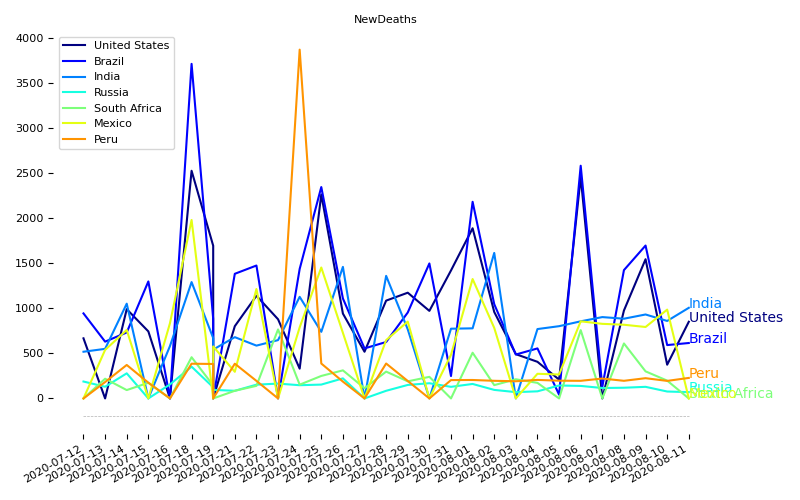 NewDeaths
4000
3500
3000
2500
2000
1500
1000
500
0
United States
Brazil
India
Russia
South Africa
Mexico
Peru
India
United States
Brazil
Peru
Russia
South Africa
2020-07-12
2020-07-13
2020-07-14
2020-07-15
2020-07-16
2020-07-18
2020-07-19
2020-07-21
2020-07-22
2020-07-23
2020-07-24
2020-07-25
2020-07-26
2020-07-27
2020-07-28
2020-07-29
2020-07-30
2020-07-31
2020-08-01
2020-08-02
2020-08-03
2020-08-04
2020-08-05
2020-08-06
2020-08-07
2020-08-08
2020-08-09
2020-08-10
2020-08-11